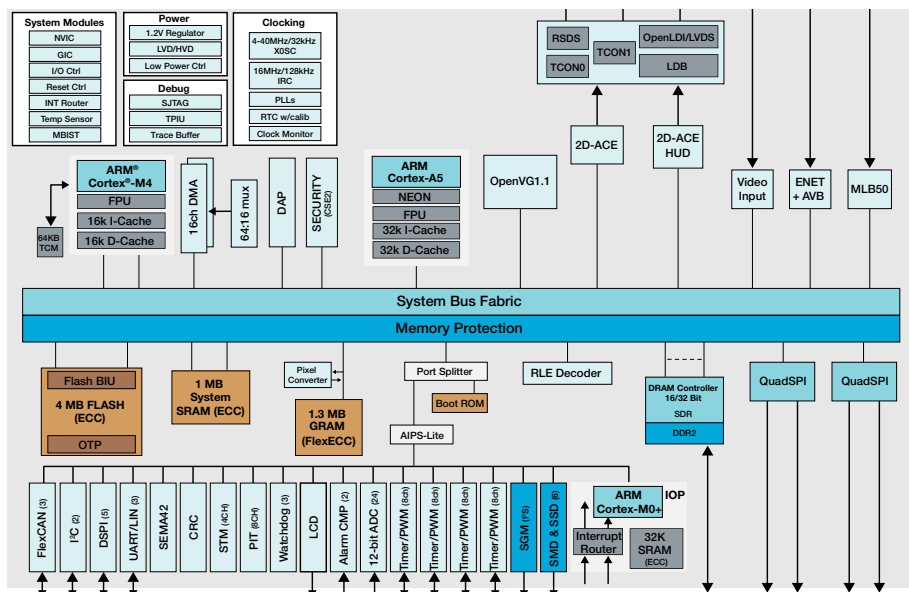 System Modules
NVIC
GIC
I/O Ctrl
Reset Ctrl
INT Router
Temp Sensor
MBIST
Power
1.2V Regulator
LVD/HVD
Low Power Ctrl
Debug
SJTAG
TPIU
Trace Buffer
Clocking
4-40MHz/32kHz
X0SC
16MHz/128kHz
IRC
PLLs
RTC w/calib
Clock Monitor
RSDS
TCON0
TCON1
OpenLDI/LVDS
LDB
2D-ACE
2D-ACE
HUD
64KB
TCM
ARM®
Cortex®-M4
FPU
16k I-Cache
16k D-Cache
16ch DMA
64:16 mux
DAP
SECURITY
(CSE2)
ARM
Cortex-A5
NEON
FPU
32k I-Cache
32k D-Cache
OpenVG1.1
Video
Input
ENET
+ AVB
MLB50
System Bus Fabric
Memory Protection
Flash BIU
4 MB FLASH
(ECC)
OTP
1 MB
System
SRAM (ECC)
Pixel
Converter
1.3 MB
GRAM
(FlexECC)
Port Splitter
Boot ROM
AIPS-Lite
RLE Decoder
DRAM Controller
16/32 Bit
SDR
DDR2
QuadSPI
QuadSPI
FlexCAN (3)
I²C (2)
DSPI (5)
UART/LIN (3)
SEMA42
CRC
STM (4CH)
PIT (8CH)
Watchdog (3)
LCD
Alarm CMP (2)
12-bit ADC (24)
Timer/PWM (8ch)
Timer/PWM (8ch)
Timer/PWM (8ch)
Timer/PWM (8ch)
SGM (I²S)
SMD & SSD (6)
ARM
Cortex-M0+
IOP
Interrupt
Router
32K
SRAM
(ECC)